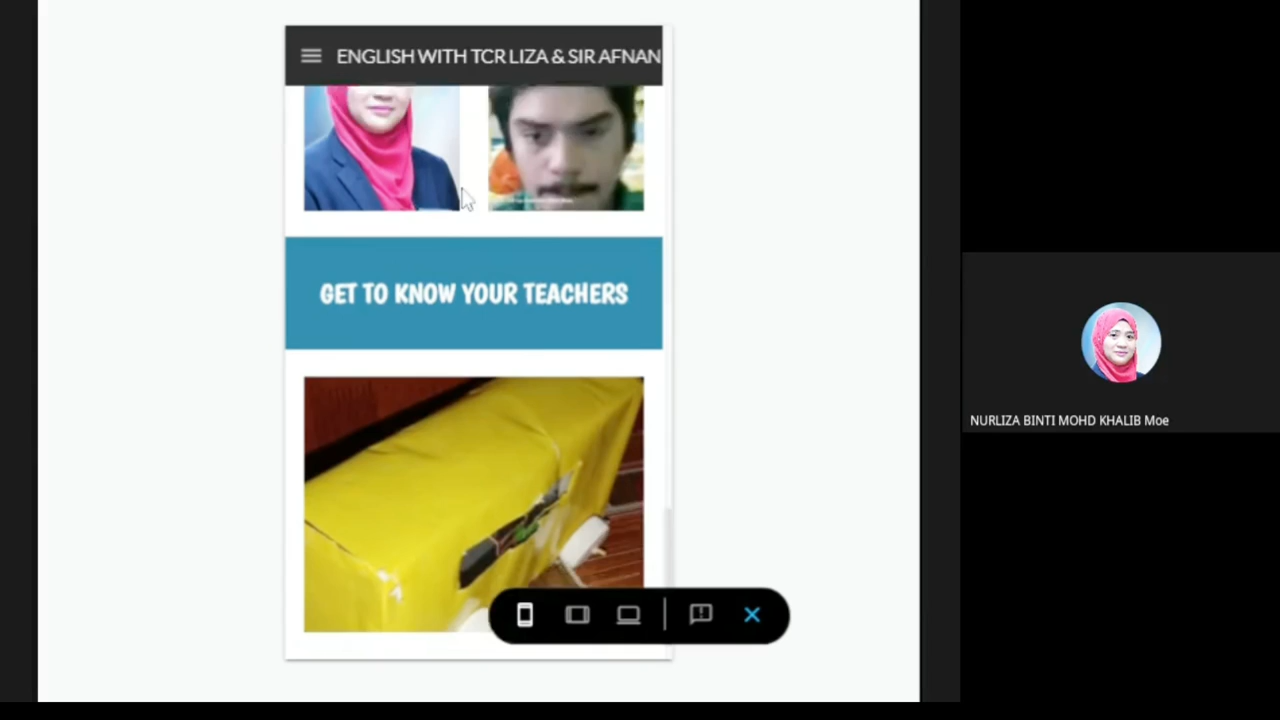 ENGLISH WITH TCR LIZA & SIR AFNAN
GET TO KNOW YOUR TEACHERS
NURLIZA BINTI MOHD KHALIB Moe